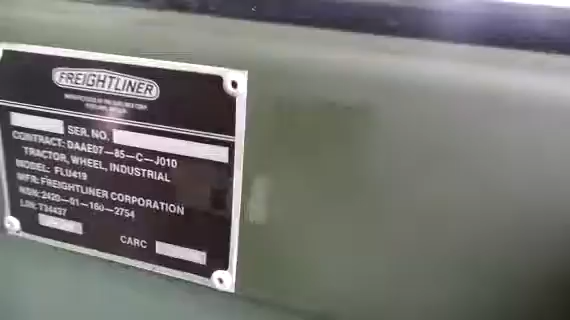 FREIGHTLINER
SER. NO.
CONTRACT: DAAE07-85-C-J010
TRACTOR, WHEEL, INDUSTRIAL
MODEL: FLU419
MFR: FREIGHTLINER CORPORATION
NSN: 2420-01-160-2754
LIN: T34437
CARC